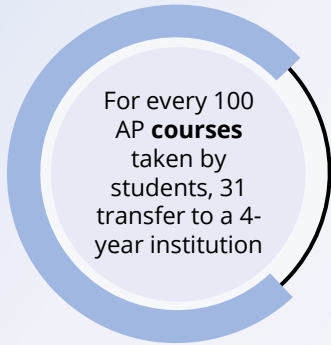 For every 100
AP courses
taken by
students, 31
transfer to a 4-
year institution